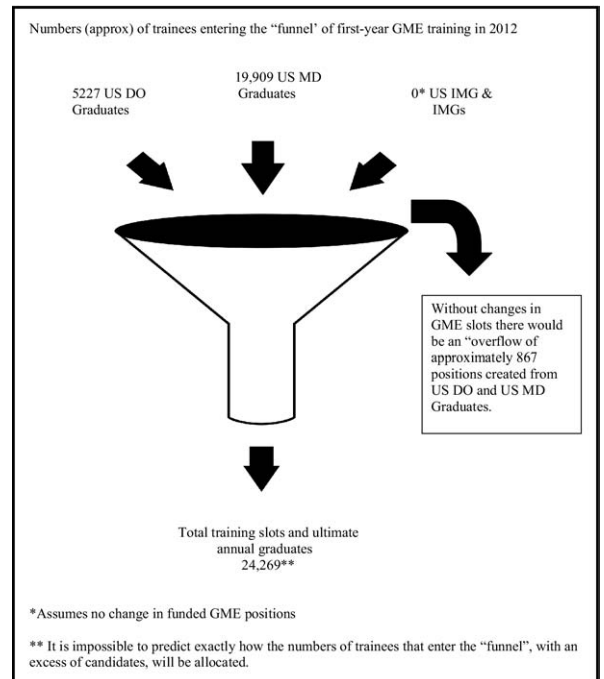 Numbers (approx) of trainees entering the “funnel’ of first-year GME training in 2012
5227 US DO
Graduates
19,909 US MD
Graduates
0* US IMG &
IMGs
Without changes in
GME slots there would
be an “overflow of
approximately 867
positions created from
US DO and US MD
Graduates.
Total training slots and ultimate
annual graduates
24,269**
*Assumes no change in funded GME positions
** It is impossible to predict exactly how the numbers of trainees that enter the “funnel”, with an
excess of candidates, will be allocated.